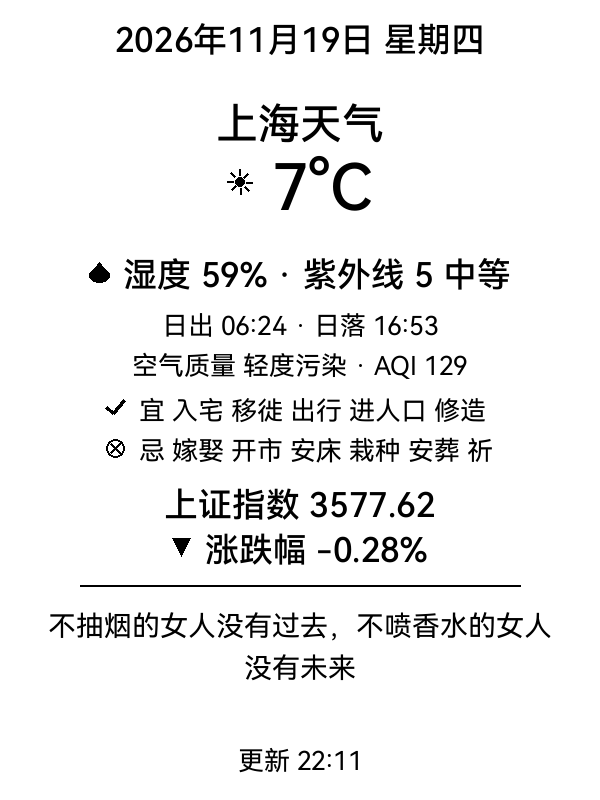 2026年11月19日 星期四
上海天气
7°C
湿度 59% · 紫外线 5 中等
日出 06:24 · 日落 16:53
空气质量 轻度污染 · AQI 129
宜 入宅 移徙 出行 进人口 修造
忌 嫁娶 开市 安床 栽种 安葬 祈
上证指数 3577.62
▼ 涨跌幅 -0.28%
不抽烟的女人没有过去，不喷香水的女人
没有未来
更新 22:11